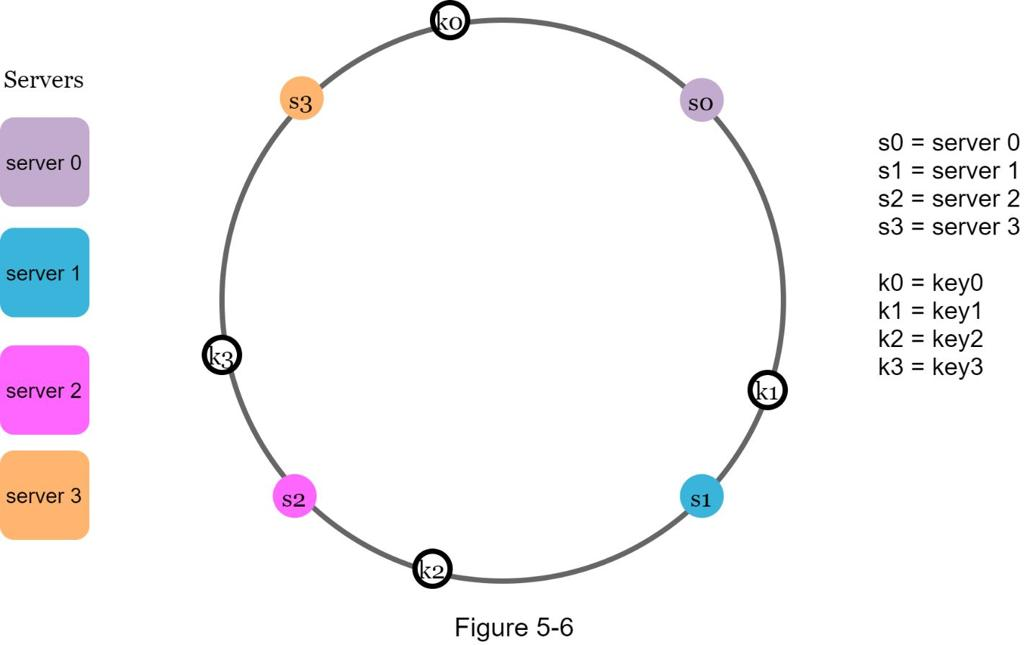 Servers
server 0
server 1
server 2
server 3
k0
s0
k1
s1
k2
s2
k3
s3
s0 = server 0
s1 = server 1
s2 = server 2
s3 = server 3
k0 = key0
k1 = key1
k2 = key2
k3 = key3
Figure 5-6